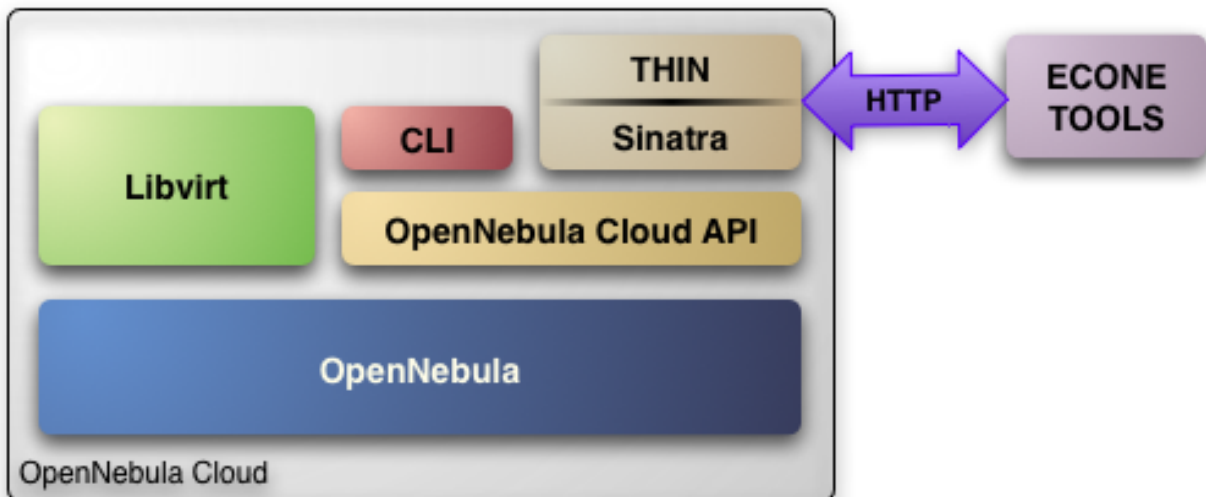 THIN
Sinatra
HTTP
ECONE
TOOLS
CLI
Libvirt
OpenNebula Cloud API
OpenNebula
OpenNebula Cloud